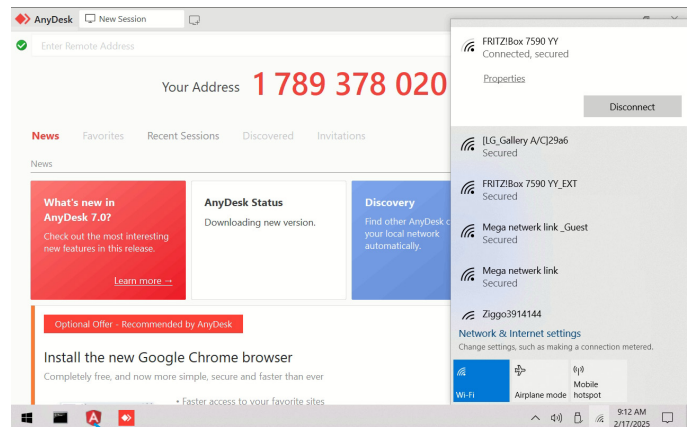 AnyDesk
New Session
Enter Remote Address
Your Address 1 789 378 020
News Favorites Recent Sessions Discovered Invitations
News
What's new in
AnyDesk 7.0?
Check out the most interesting
new features in this release.
Learn more →
AnyDesk Status
Downloading new version.
Discovery
Find other AnyDesk c
your local network
automatically.
Optional Offer - Recommended by AnyDesk
Install the new Google
Chrome browser
Completely free, and now more simple, secure and faster than ever
• Faster access to your favorite sites
FRITZ!Box 7590 YY
Connected, secured
Properties
Disconnect
[LG_Gallery A/C]29a6
Secured
FRITZ!Box 7590 YY_EXT
Secured
Mega netwerk link _Guest
Secured
Mega netwerk link
Secured
Ziggo3914144
Network & Internet settings
Change settings, such as making a connection metered.
Wi-Fi
Airplane mode
Mobile
hotspot
9:12 AM
2/17/2025